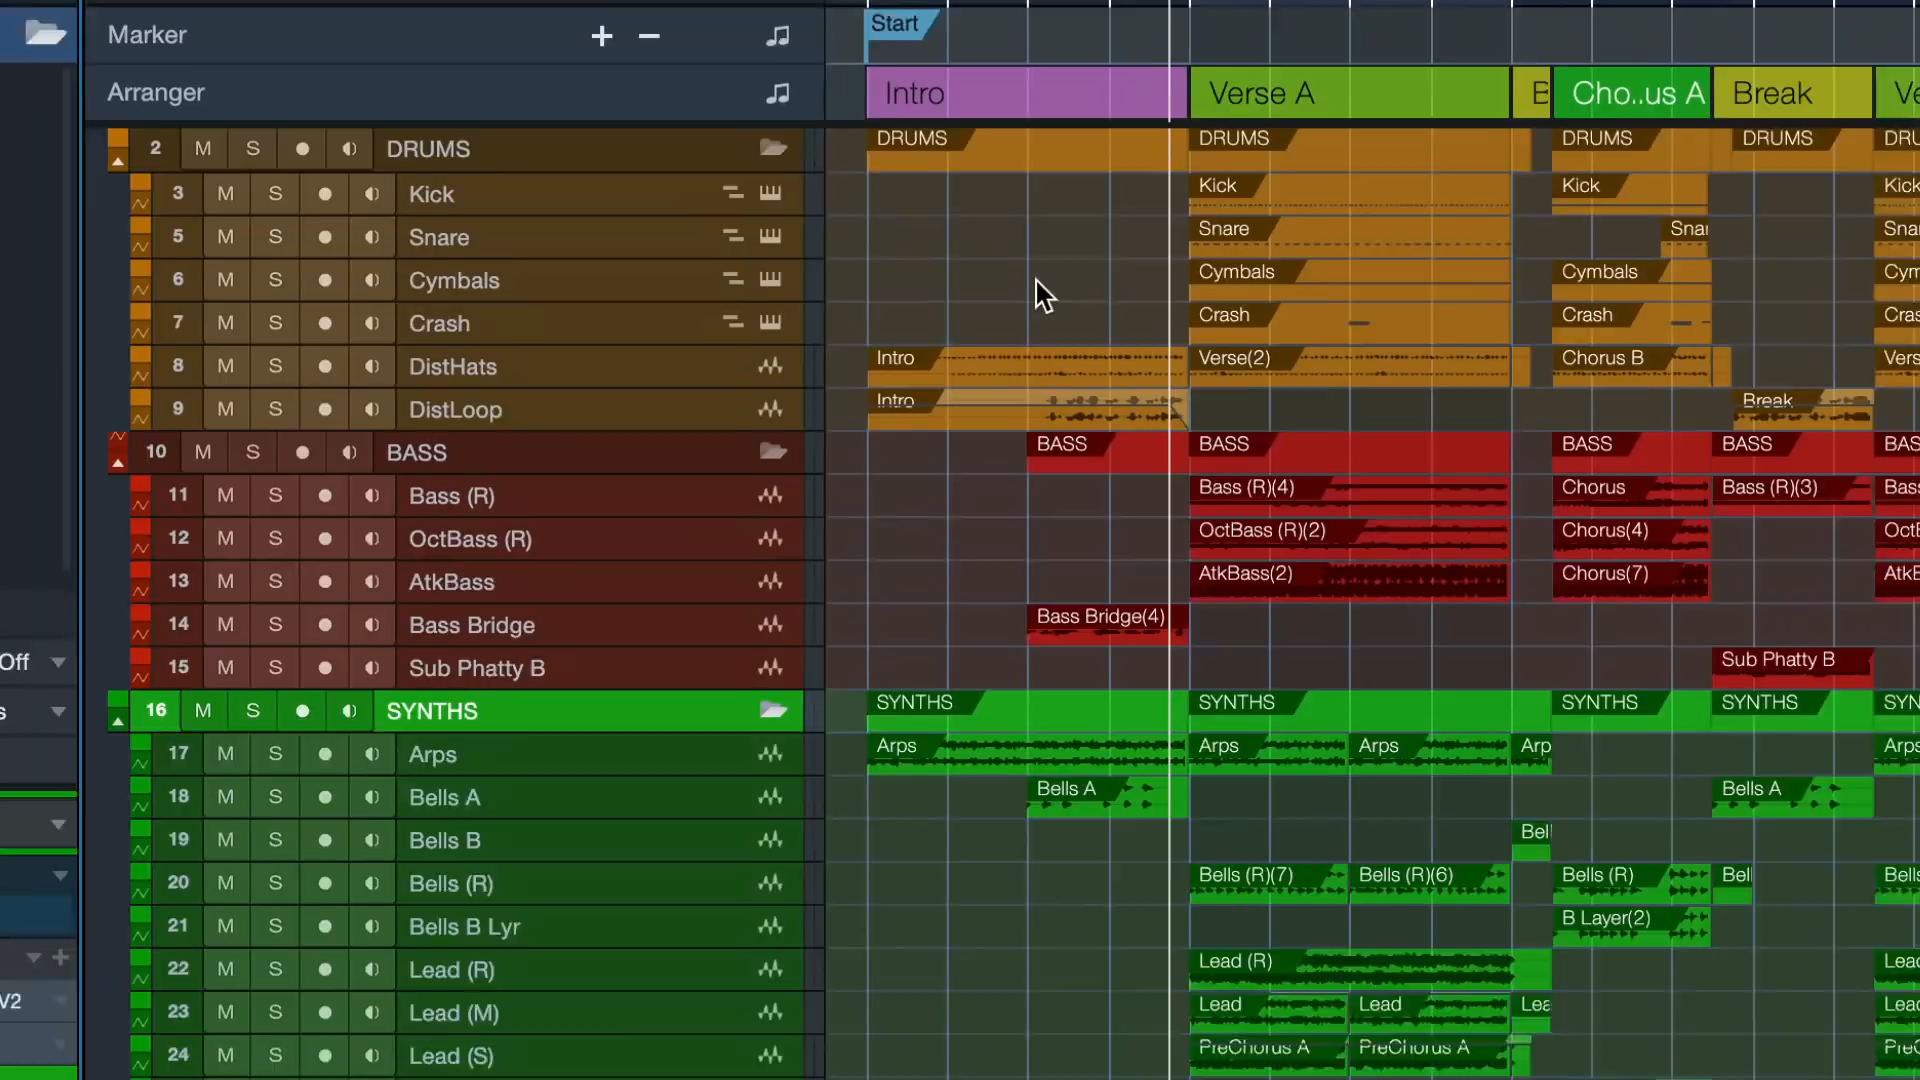 Marker + −
Start
Arranger
Intro Verse A B Cho..us A Break Ve
2 M S DRUMS DRUMS DRUMS DRUMS DRUMS DRU
3 M S Kick Kick Kick Kick
5 M S Snare Snare Snar Snar
6 M S Cymbals Cymbals Cymbals Cym
7 M S Crash Crash Crash Cras
8 M S DistHats Intro Verse(2) Chorus B Vers
9 M S DistLoop Intro Break
10 M S BASS BASS BASS BASS BASS BAS
11 M S Bass (R) Bass (R)(4) Chorus Bass (R)(3) Bass
12 M S OctBass (R) OctBass (R)(2) Chorus(4) Octt
13 M S AtkBass AtkBass(2) Chorus(7) AtkE
14 M S Bass Bridge Bass Bridge(4)
15 M S Sub Phatty B Sub Phatty B
Off
s
16 M S SYNTHS SYNTHS SYNTHS SYNTHS SYNTHS SYN
17 M S Arps Arps Arps Arps Arp Arps
18 M S Bells A Bells A Bells A
19 M S Bells B Bell
20 M S Bells (R) Bells (R)(7) Bells (R)(6) Bells (R) Bell Bells
21 M S Bells B Lyr B Layer(2)
22 M S Lead (R) Lead (R) Lead
V2
23 M S Lead (M) Lead Lead Lea Lead
24 M S Lead (S) PreChorus A PreChorus A PreC